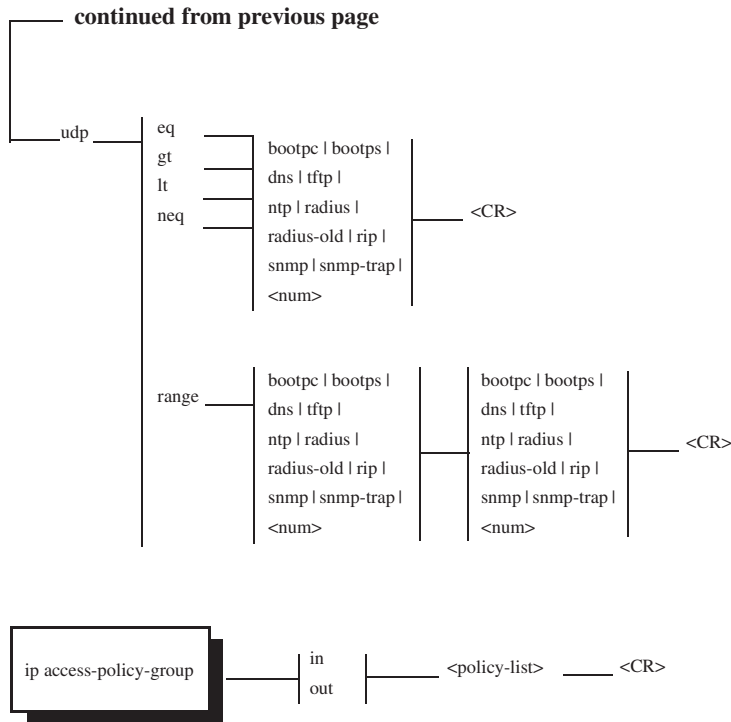 continued from previous page
udp
eq
gt
lt
neq
bootpc | bootps |
dns | tftp |
ntp | radius |
radius-old | rip |
snmp | snmp-trap |
<num>
<CR>
range
bootpc | bootps |
dns | tftp |
ntp | radius |
radius-old | rip |
snmp | snmp-trap |
<num>
bootpc | bootps |
dns | tftp |
ntp | radius |
radius-old | rip |
snmp | snmp-trap |
<num>
<CR>
ip access-policy-group
in
out
<policy-list>
<CR>